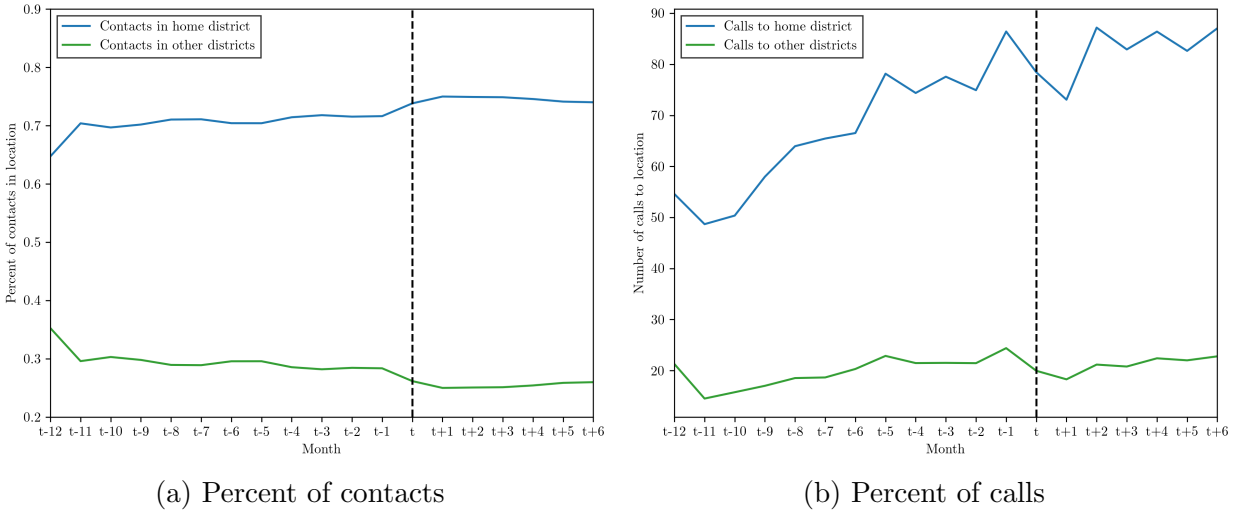 Contacts in home district
Contacts in other districts
Percent of contacts in location
0.9
0.8
0.7
0.6
0.5
0.4
0.3
0.2
t-12 t-11 t-10 t-9 t-8 t-7 t-6 t-5 t-4 t-3 t-2 t-1 t t+1 t+2 t+3 t+4 t+5 t+6
Month
(a) Percent of contacts
Calls to home district
Calls to other districts
Number of calls to location
90
80
70
60
50
40
30
20
t-12 t-11 t-10 t-9 t-8 t-7 t-6 t-5 t-4 t-3 t-2 t-1 t t+1 t+2 t+3 t+4 t+5 t+6
Month
(b) Percent of calls